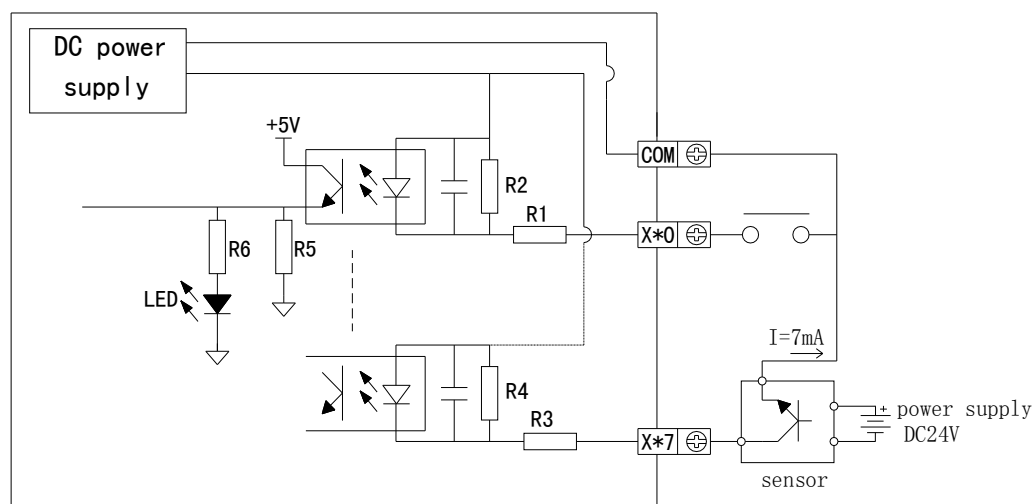 DC power
supply
+5V
COM
R2
R1
X*0
R6
R5
LED
I=7mA
R4
R3
X*7
+
power supply
DC24V
sensor